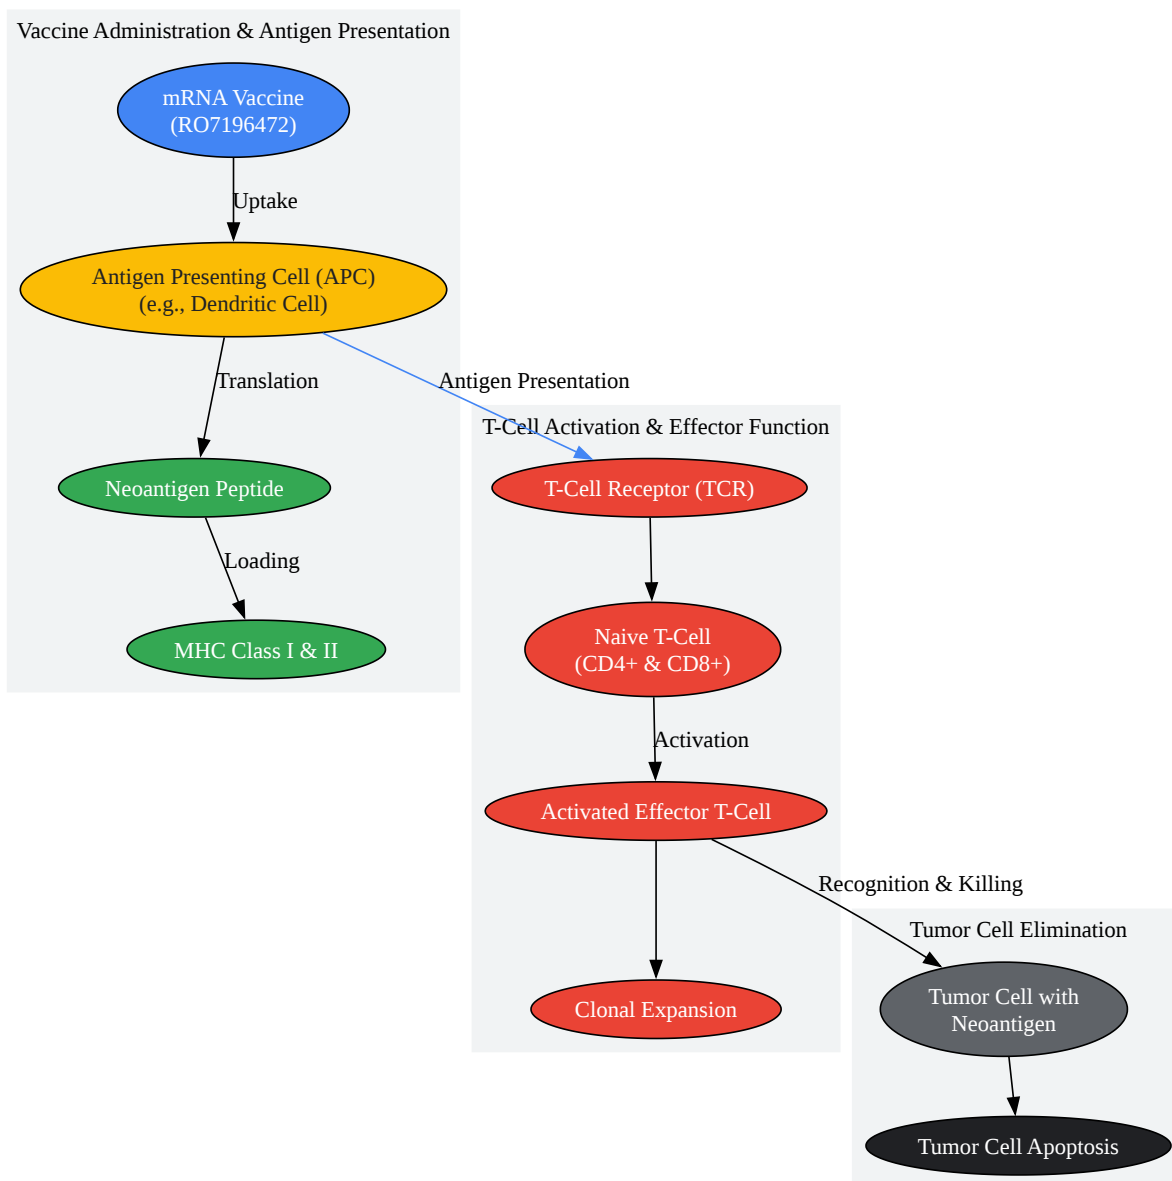 Vaccine Administration & Antigen Presentation
mRNA Vaccine
(RO7196472)
Uptake
Antigen Presenting Cell (APC)
(e.g., Dendritic Cell)
Translation
Antigen Presentation
T-Cell Activation & Effector Function
Neoantigen Peptide
T-Cell Receptor (TCR)
Loading
MHC Class I & II
Naive T-Cell
(CD4+ & CD8+)
Activation
Activated Effector T-Cell
Recognition & Killing
Tumor Cell Elimination
Clonal Expansion
Tumor Cell with
Neoantigen
Tumor Cell Apoptosis